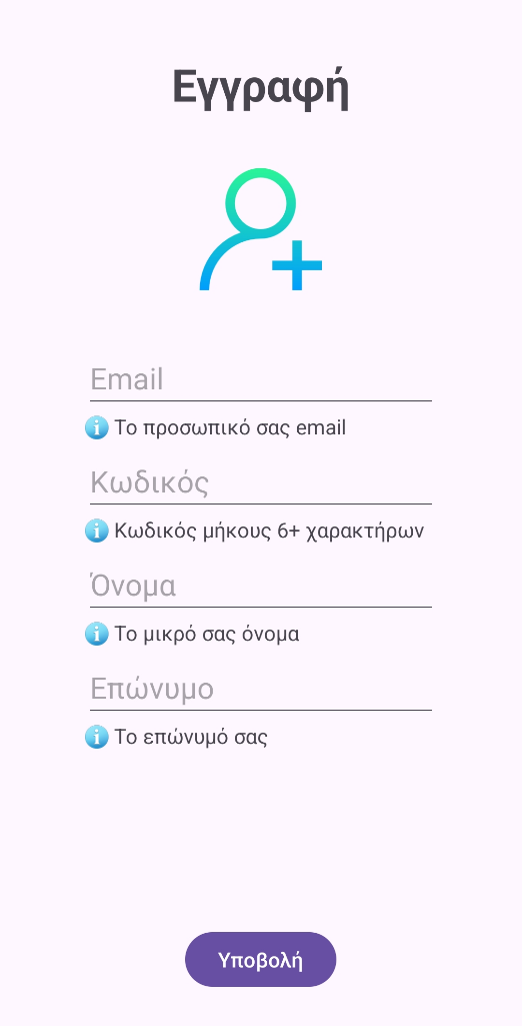 Εγγραφή
Email
Το προσωπικό σας email
Κωδικός
Κωδικός μήκους 6+ χαρακτήρων
Όνομα
Το μικρό σας όνομα
Επώνυμο
Το επώνυμό σας
Υποβολή